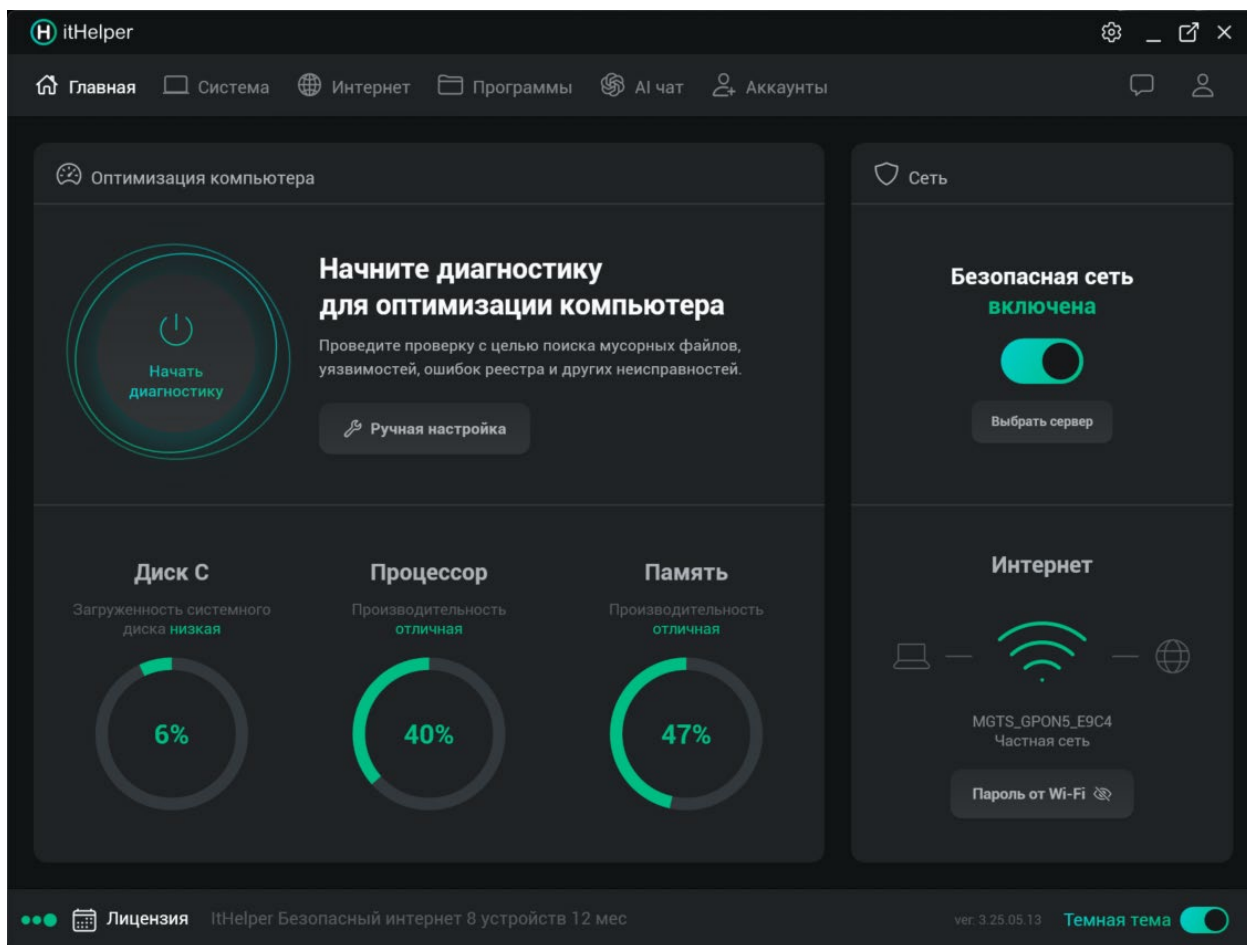 H itHelper
Главная Система Интернет Программы AI чат Аккаунты
Оптимизация компьютера
Начать
диагностику
Начните диагностику
для оптимизации компьютера
Проведите проверку с целью поиска мусорных файлов,
уязвимостей, ошибок реестра и других неисправностей.
Ручная настройка
Диск C
Загруженность системного
диска низкая
6%
Процессор
Производительность
отличная
40%
Память
Производительность
отличная
47%
Сеть
Безопасная сеть
включена
Выбрать сервер
Интернет
MGTS_GPON5_E9C4
Частная сеть
Пароль от Wi-Fi
Лицензия ItHelper Безопасный интернет 8 устройств 12 мес
ver. 3.25.05.13 Темная тема